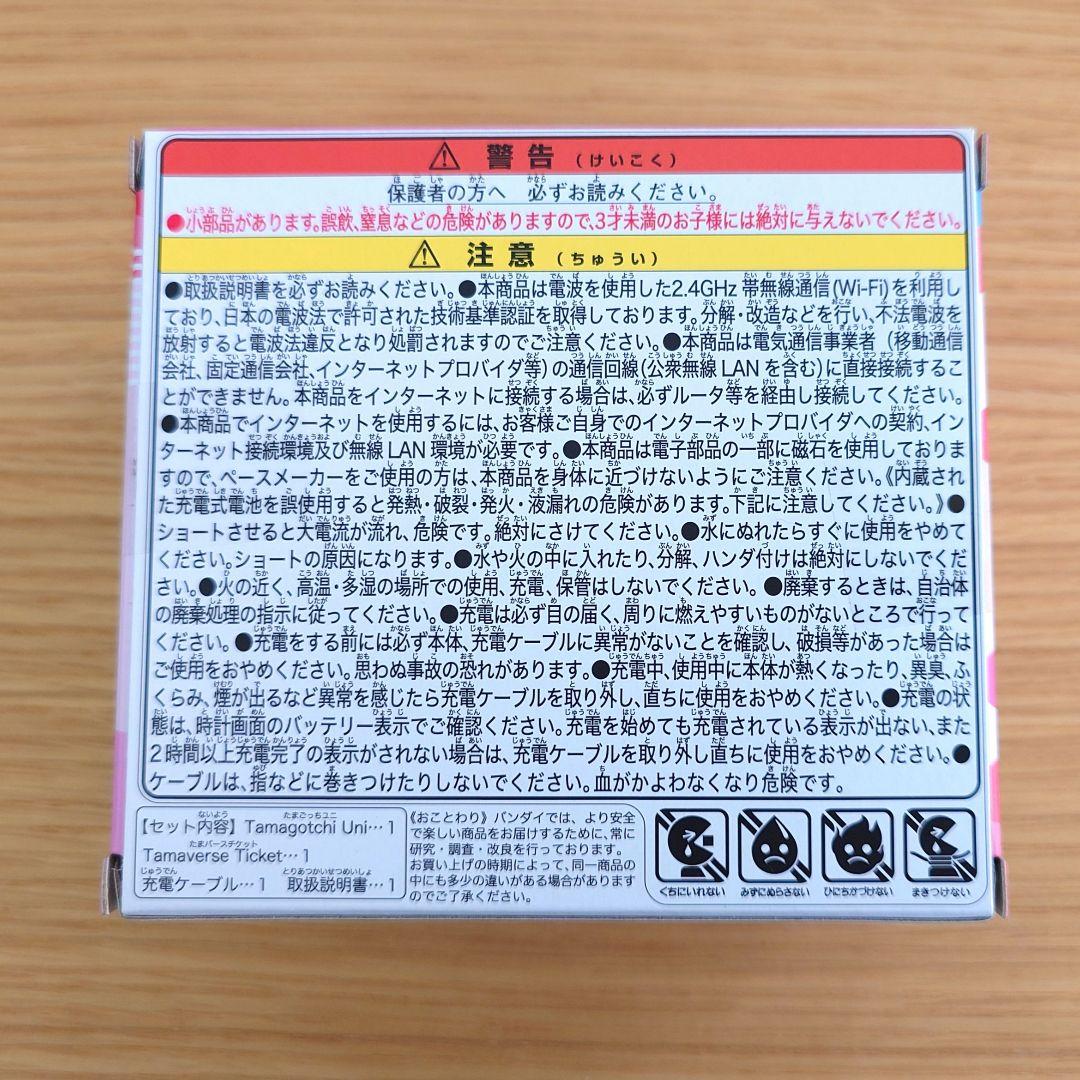 ⚠ 警告 (けいこく)
保護者の方へ 必ずお読みください。
●小部品があります。誤飲、窒息などの危険がありますので、3才未満のお子様には絶対に与えないでください。
⚠ 注意 (ちゅうい)
●取扱説明書を必ずお読みください。●本商品は電波を使用した2.4GHz 帯無線通信(Wi-Fi)を利用し
ており、日本の電波法で許可された技術基準認証を取得しております。分解・改造などを行い、不法電波を
放射すると電波法違反となり処罰されますのでご注意ください。●本商品は電気通信事業者（移動通信
会社、固定通信会社、インターネットプロバイダ等）の通信回線（公衆無線 LAN を含む）に直接接続するこ
とができません。本商品をインターネットに接続する場合は、必ずルータ等を経由し接続してください。
●本商品でインターネットを使用するには、お客様ご自身でのインターネットプロバイダへの契約、インタ
ーネット接続環境及び無線 LAN 環境が必要です。●本商品は電子部品の一部に磁石を使用しておりま
すので、ペースメーカーをご使用の方は、本商品を身体に近づけないようにご注意ください。《内蔵され
た充電式電池を誤使用すると発熱・破裂・発火・液漏れの危険があります。下記に注意してください。》●
ショートさせると大電流が流れ、危険です。絶対にさけてください。●水にぬれたらすぐに使用をやめて
ください。ショートの原因になります。●水や火の中に入れたり、分解、ハンダ付けは絶対にしないでくだ
さい。●火の近く、高温・多湿の場所での使用、充電、保管はしないでください。●廃棄するときは、自治体
の廃棄処理の指示に従ってください。●充電は必ず目の届く、周りに燃えやすいものがないところで行って
ください。●充電をする前には必ず本体、充電ケーブルに異常がないことを確認し、破損等があった場合は
ご使用をおやめください。思わぬ事故の恐れがあります。●充電中、使用中に本体が熱くなったり、異臭、ふ
くらみ、煙が出るなど異常を感じたら充電ケーブルを取り外し、直ちに使用をおやめください。●充電の状
態は、時計画面のバッテリー表示でご確認ください。充電を始めても充電されている表示が出ない、また
2時間以上充電完了の表示がされない場合は、充電ケーブルを取り外し直ちに使用をおやめください。●
ケーブルは、指などに巻きつけたりしないでください。血がかよわなくなり危険です。
【セット内容】Tamagotchi Uni…1
Tamaverse Ticket…1
充電ケーブル…1 取扱説明書…1
《おことわり》バンダイでは、より安全
で楽しい商品をお届けするために、常に
研究・調査・改良を行っております。
お買い上げの時期によって、同一商品の
中にも多少の違いがある場合があります
のでご了承ください。
くちにいれない みずにぬらさない ひにちかづけない まきつけない